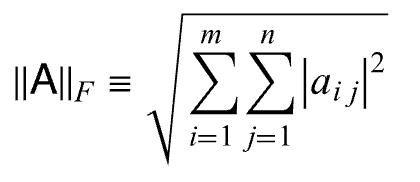 ‖A‖_F ≡ √(∑_{i=1}^{m} ∑_{j=1}^{n} |a_{ij}|^2)